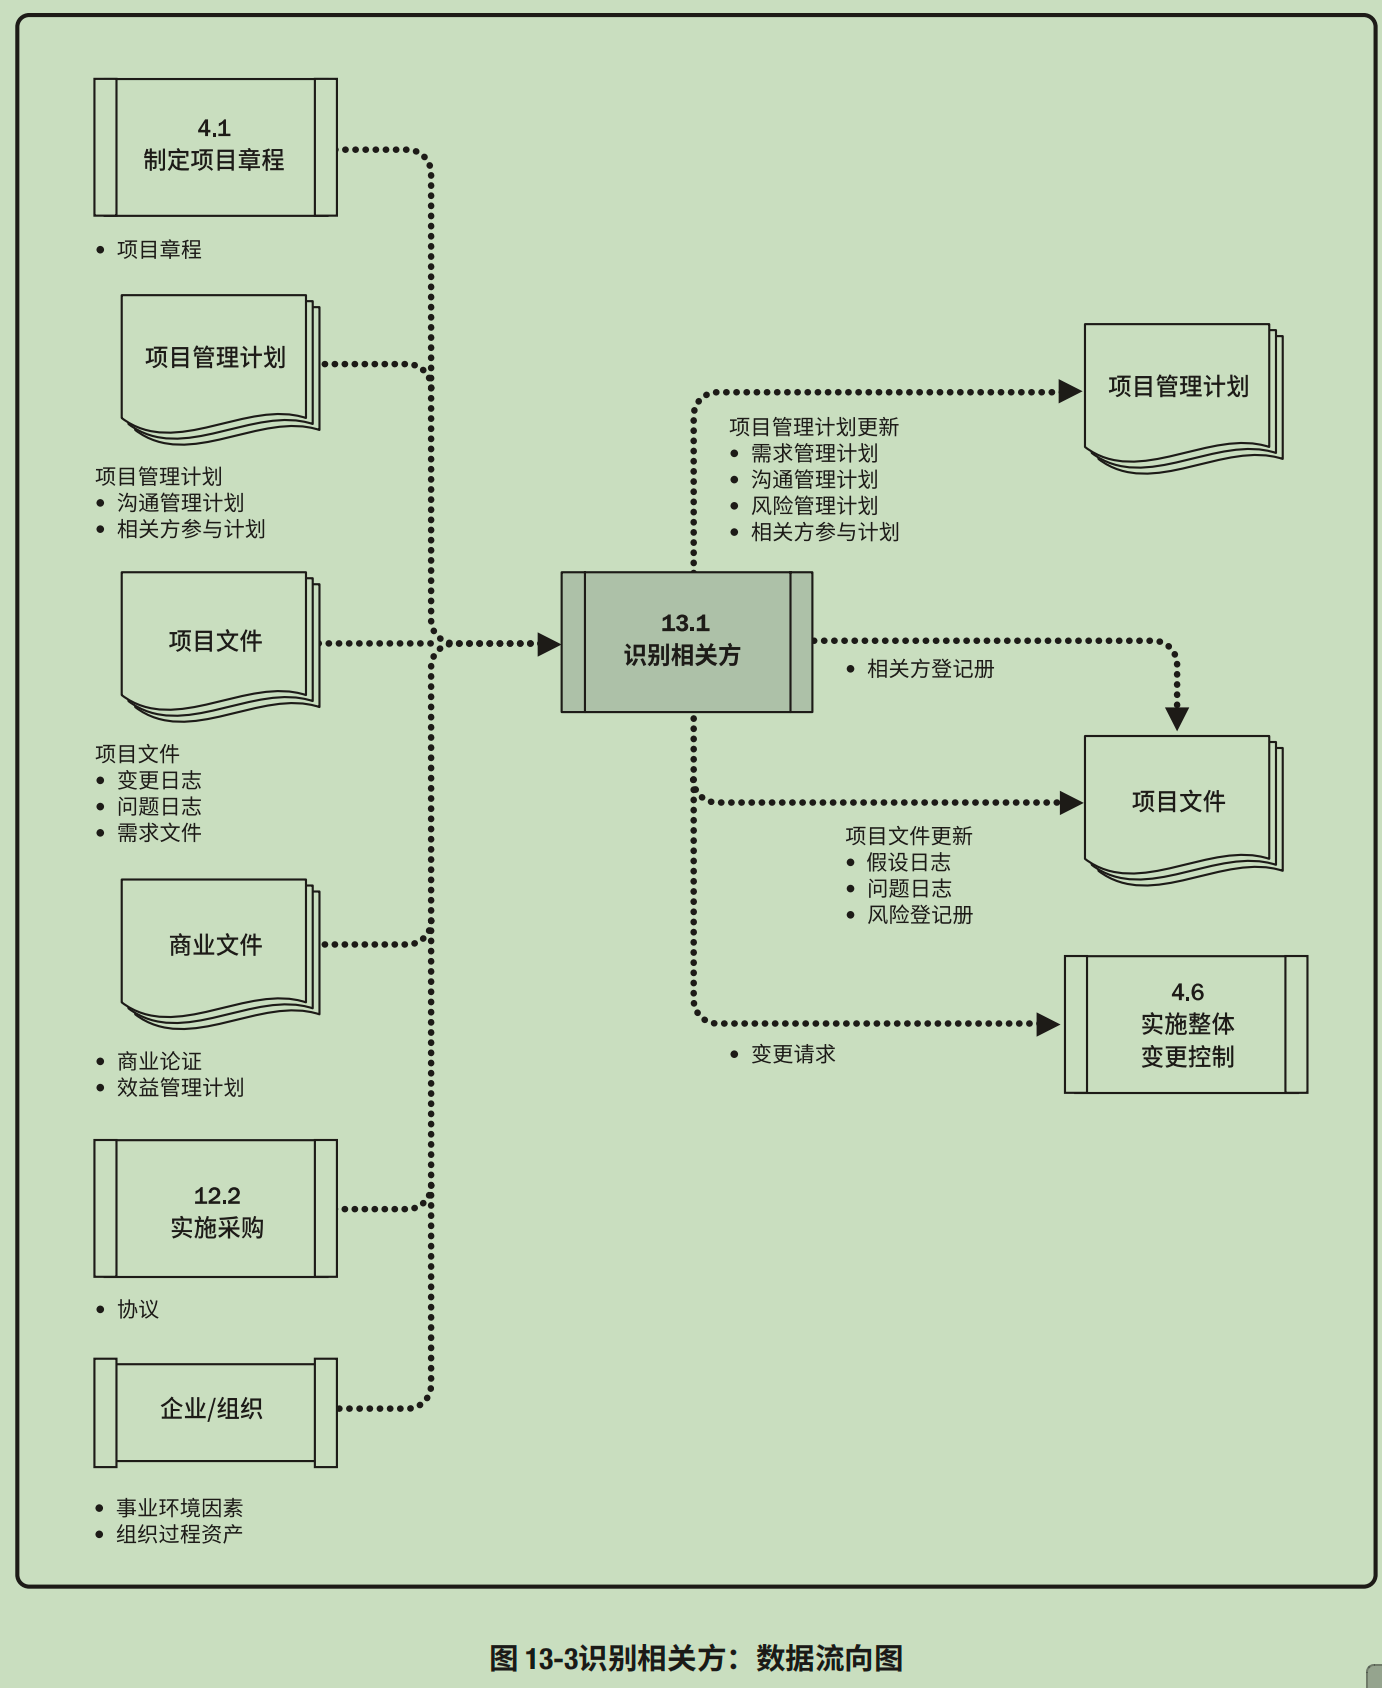 4.1
制定项目章程
• 项目章程
项目管理计划
项目管理计划
• 沟通管理计划
• 相关方参与计划
项目文件
项目文件
• 变更日志
• 问题日志
• 需求文件
商业文件
• 商业论证
• 效益管理计划
12.2
实施采购
• 协议
企业/组织
• 事业环境因素
• 组织过程资产
13.1
识别相关方
项目管理计划更新
• 需求管理计划
• 沟通管理计划
• 风险管理计划
• 相关方参与计划
项目管理计划
• 相关方登记册
项目文件
项目文件更新
• 假设日志
• 问题日志
• 风险登记册
4.6
实施整体
变更控制
• 变更请求
图 13-3识别相关方：数据流向图